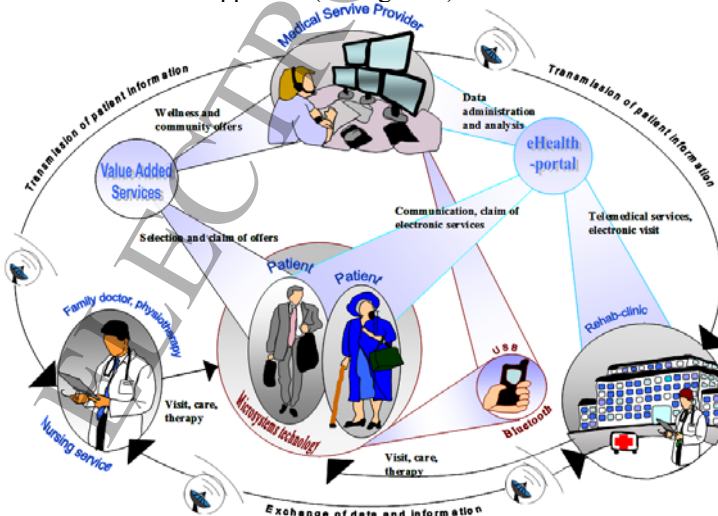 Medical Servive Provider
Transmission of patient information
Transmission of patient information
Wellness and
community offers
Data
administration
and analysis
eHealth
-portal
Value Added
Services
Communication, claim of
electronic services
Telemedical services,
electronic visit
Selection and claim of offers
Patient
Patient
Rehab-clinic
Family doctor, physiotherapy
USB
Visit, care,
therapy
Microsystems technology
Bluetooth
Nursing service
Visit, care,
therapy
Exchange of data and information